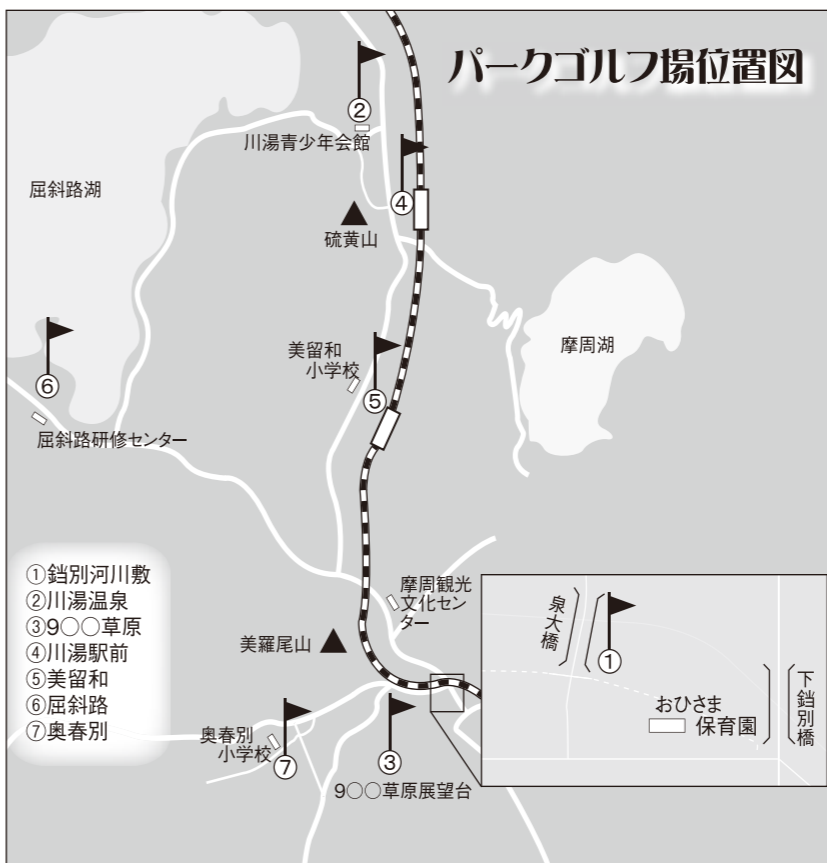 パークゴルフ場位置図
②
川湯青少年会館
④
屈斜路湖
硫黄山
摩周湖
美留和
小学校
⑥
⑤
屈斜路研修センター
①鐺別河川敷
②川湯温泉
③9〇〇草原
④川湯駅前
⑤美留和
⑥屈斜路
⑦奥春別
摩周観光
文化セン
ター
美羅尾山
泉大橋
①
おひさま
保育園
下鐺別橋
奥春別
小学校
⑦
③
9〇〇草原展望台